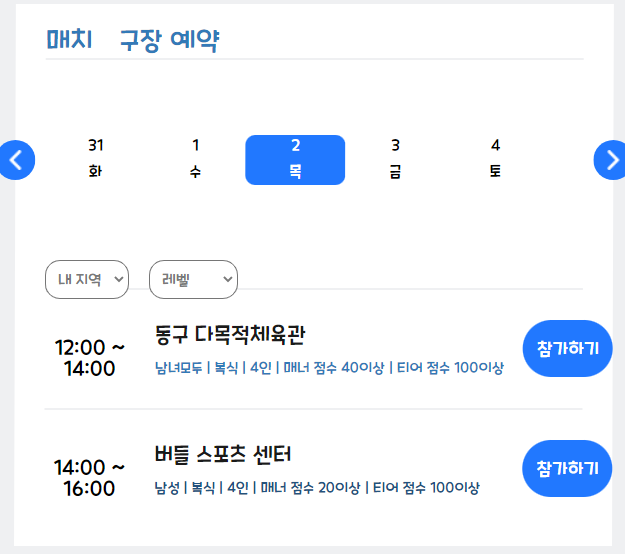 매치 구장 예약
31 1 2 3 4
화 수 목 금 토
내 지역 레벨
12:00 ~
14:00
동구 다목적체육관
남녀모두 | 복식 | 4인 | 매너 점수 40이상 | 티어 점수 100이상
참가하기
14:00 ~
16:00
버들 스포츠 센터
남성 | 복식 | 4인 | 매너 점수 20이상 | 티어 점수 100이상
참가하기